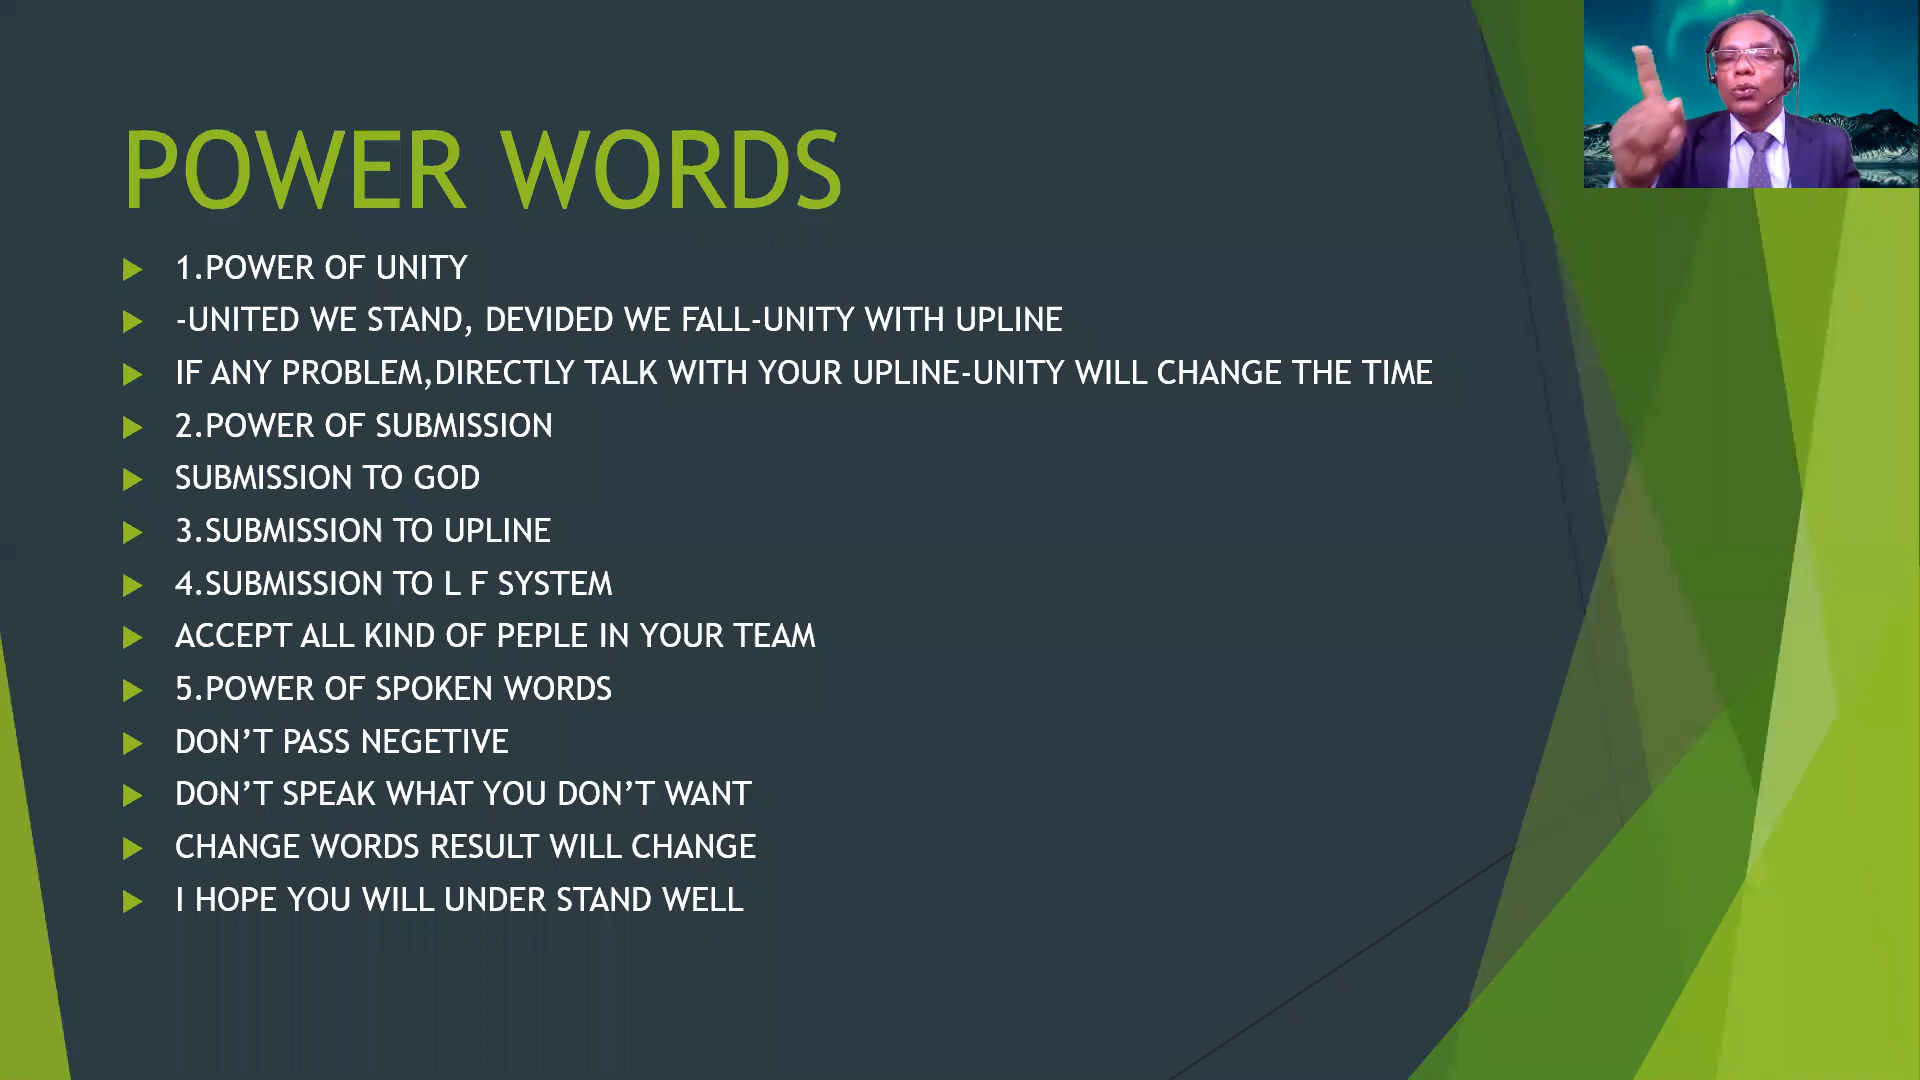 POWER WORDS
1.POWER OF UNITY
-UNITED WE STAND, DEVIDED WE FALL-UNITY WITH UPLINE
IF ANY PROBLEM,DIRECTLY TALK WITH YOUR UPLINE-UNITY WILL CHANGE THE TIME
2.POWER OF SUBMISSION
SUBMISSION TO GOD
3.SUBMISSION TO UPLINE
4.SUBMISSION TO L F SYSTEM
ACCEPT ALL KIND OF PEPLE IN YOUR TEAM
5.POWER OF SPOKEN WORDS
DON’T PASS NEGETIVE
DON’T SPEAK WHAT YOU DON’T WANT
CHANGE WORDS RESULT WILL CHANGE
I HOPE YOU WILL UNDER STAND WELL